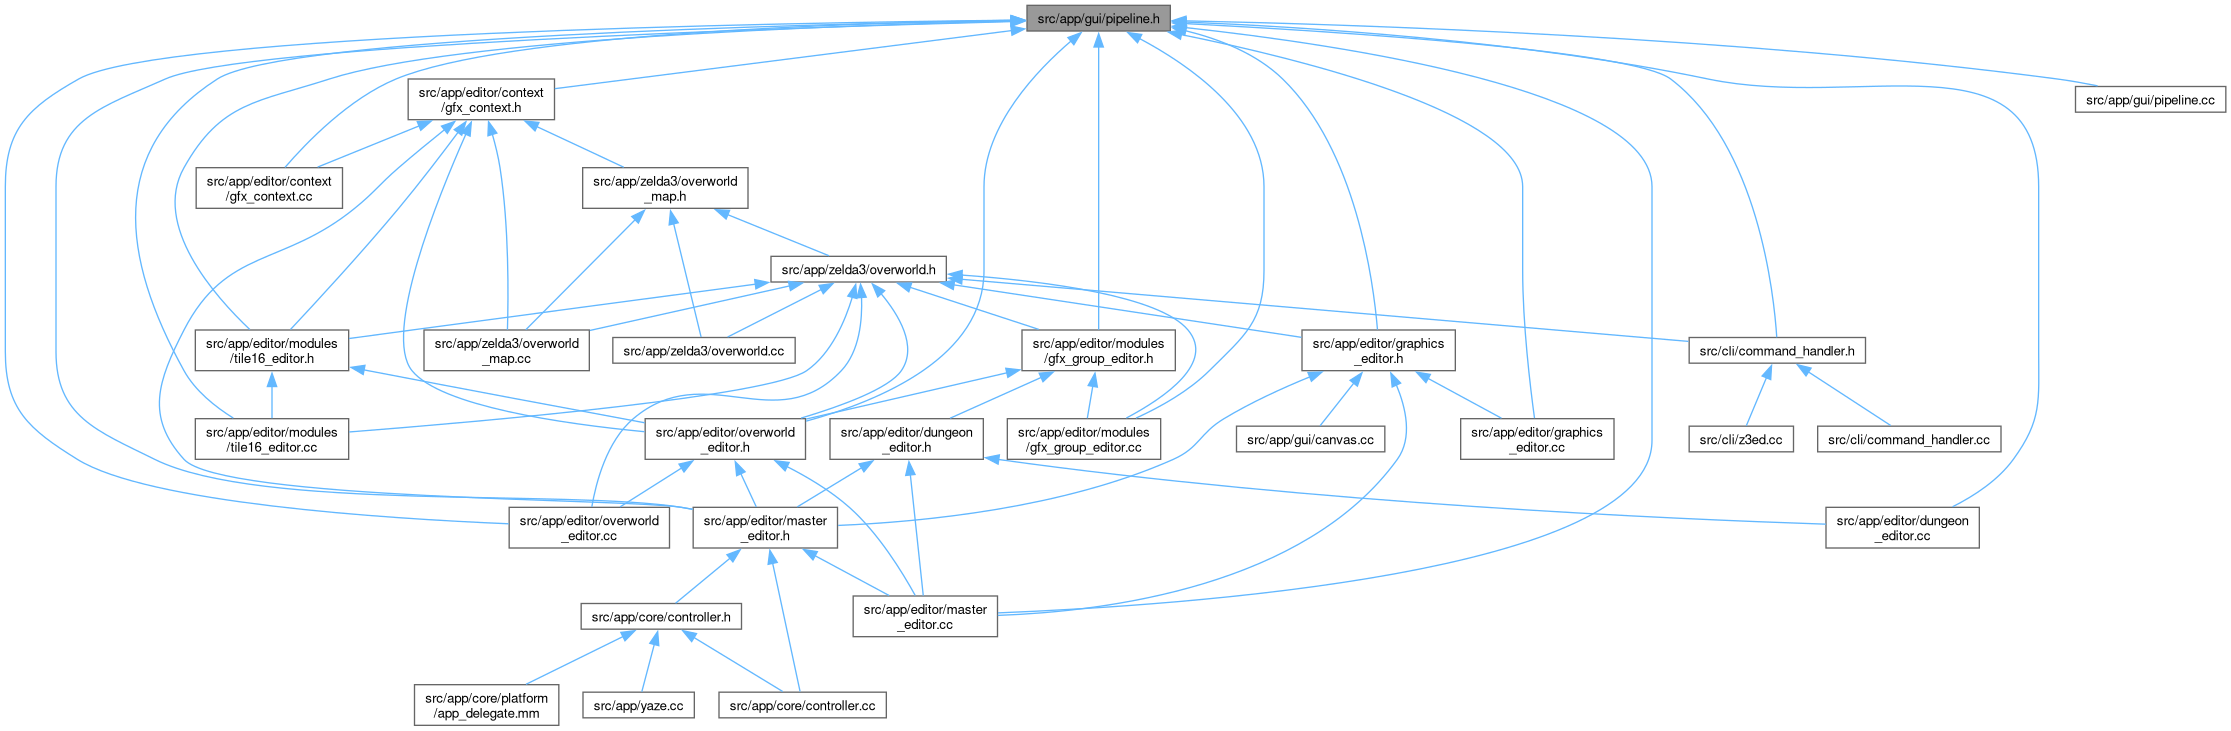 src/app/gui/pipeline.h
src/app/editor/context
/gfx_context.h
src/app/gui/pipeline.cc
src/app/editor/context
/gfx_context.cc
src/app/zelda3/overworld
_map.h
src/app/zelda3/overworld.h
src/app/editor/modules
/tile16_editor.h
src/app/zelda3/overworld
_map.cc
src/app/zelda3/overworld.cc
src/app/editor/modules
/gfx_group_editor.h
src/app/editor/graphics
_editor.h
src/cli/command_handler.h
src/app/editor/modules
/tile16_editor.cc
src/app/editor/overworld
_editor.h
src/app/editor/dungeon
_editor.h
src/app/editor/modules
/gfx_group_editor.cc
src/app/gui/canvas.cc
src/app/editor/graphics
_editor.cc
src/cli/z3ed.cc
src/cli/command_handler.cc
src/app/editor/overworld
_editor.cc
src/app/editor/master
_editor.h
src/app/editor/dungeon
_editor.cc
src/app/core/controller.h
src/app/editor/master
_editor.cc
src/app/core/platform
/app_delegate.mm
src/app/yaze.cc
src/app/core/controller.cc